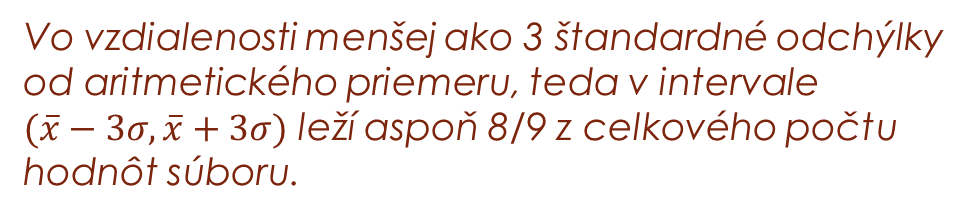 Vo vzdialenosti menšej ako 3 štandardné odchýlky
od aritmetického priemeru, teda v intervale
(x̄ − 3σ, x̄ + 3σ) leží aspoň 8/9 z celkového počtu
hodnôt súboru.